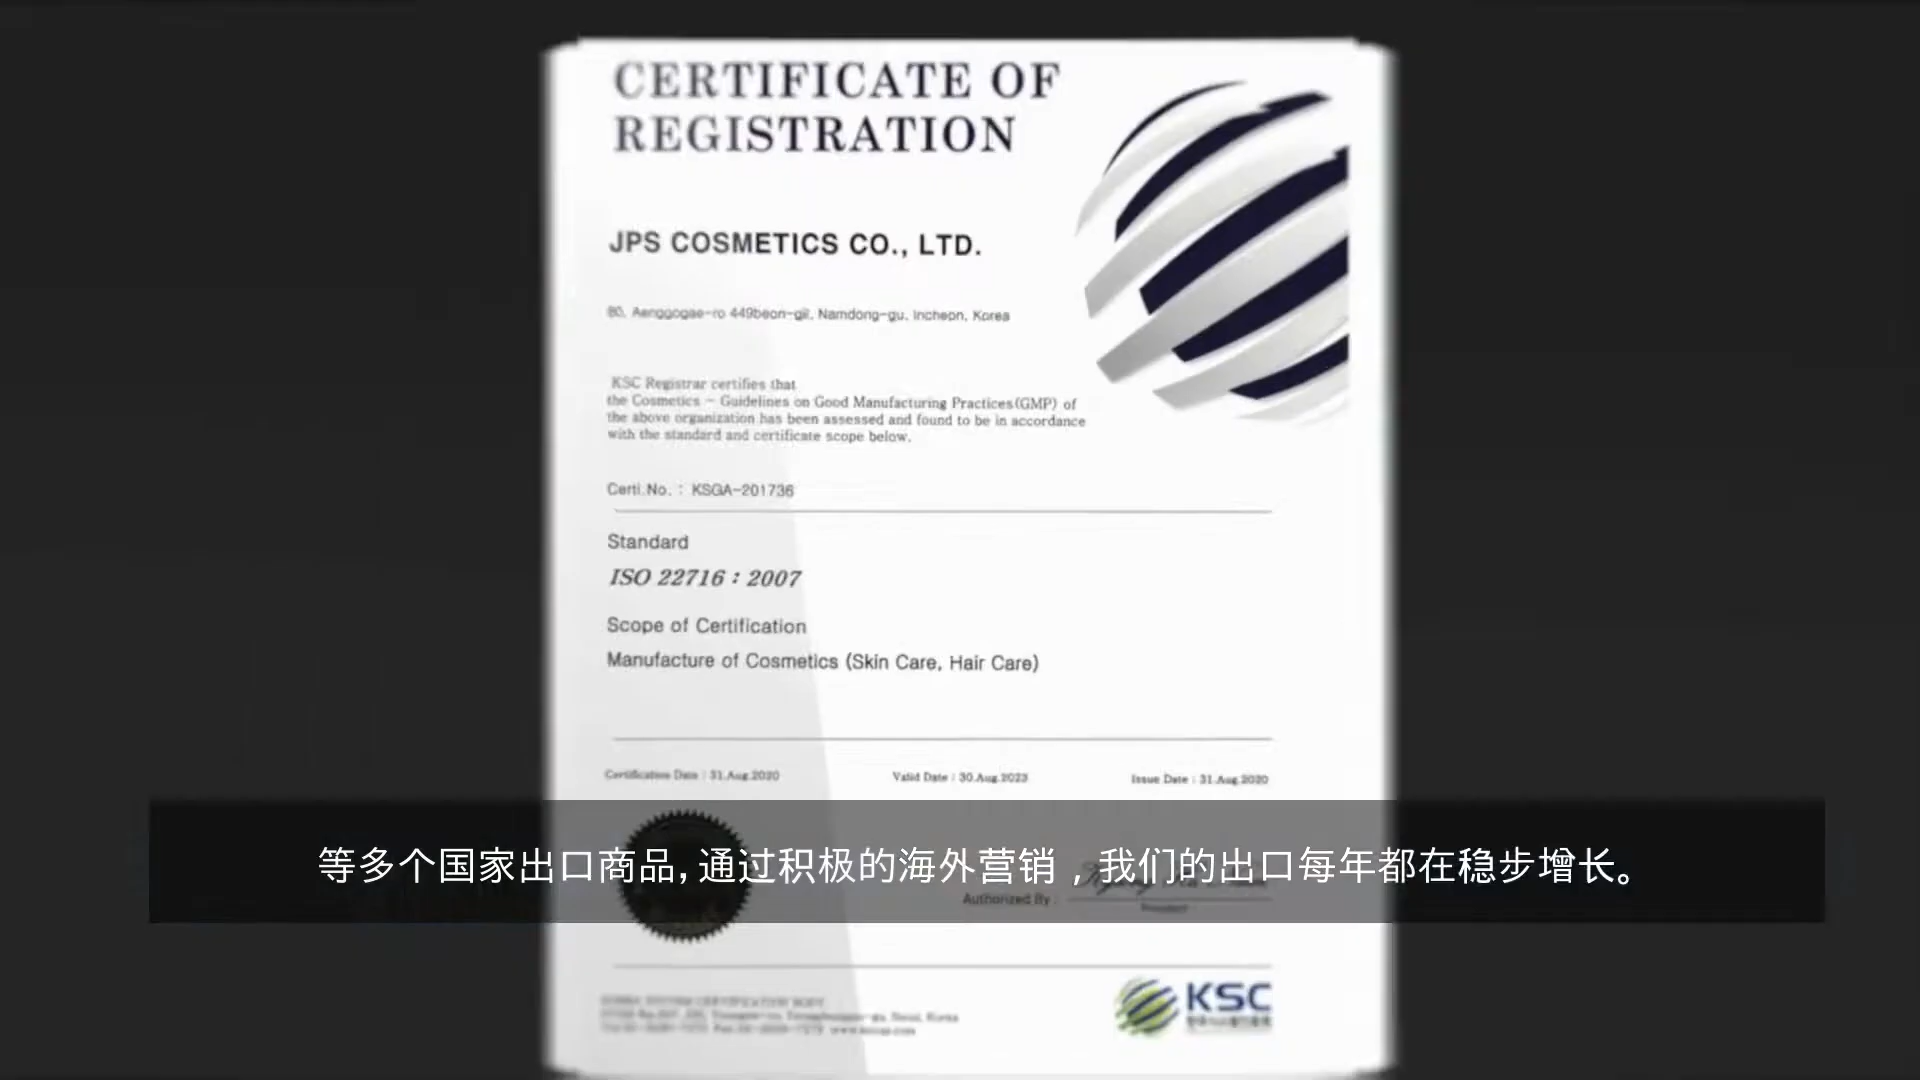 CERTIFICATE OF
REGISTRATION
JPS COSMETICS CO., LTD.
80, Aenggogae-ro 449beon-gil, Namdong-gu, Incheon, Korea
KSC Registrar certifies that
the Cosmetics - Guidelines on Good Manufacturing Practices(GMP) of
the above organization has been assessed and found to be in accordance
with the standard and certificate scope below.
Certi.No. : KSGA-201736
Standard
ISO 22716 : 2007
Scope of Certification
Manufacture of Cosmetics (Skin Care, Hair Care)
Certification Date : 31.Aug.2020 Valid Date : 30.Aug.2023 Issue Date : 31.Aug.2020
等多个国家出口商品,通过积极的海外营销,我们的出口每年都在稳步增长。
Authorized By :
President
KSC